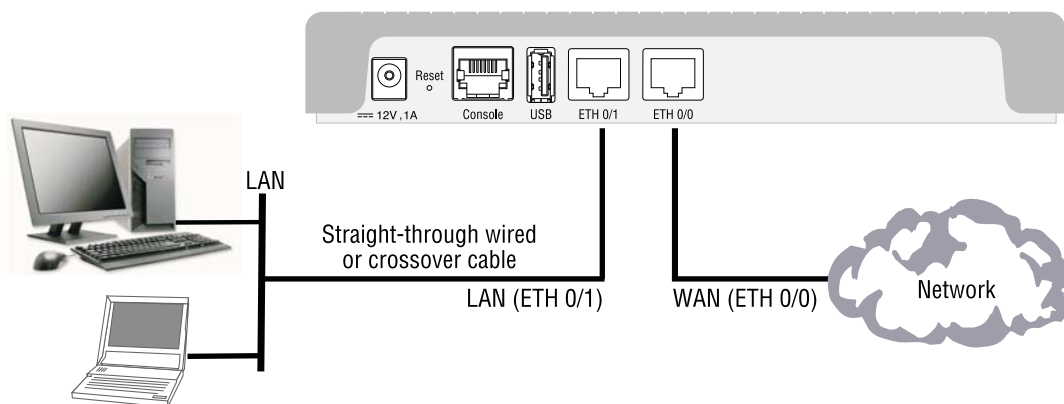 Reset
⎓ 12V , 1A
Console
USB
ETH 0/1
ETH 0/0
LAN
Straight-through wired
or crossover cable
LAN (ETH 0/1)
WAN (ETH 0/0)
Network